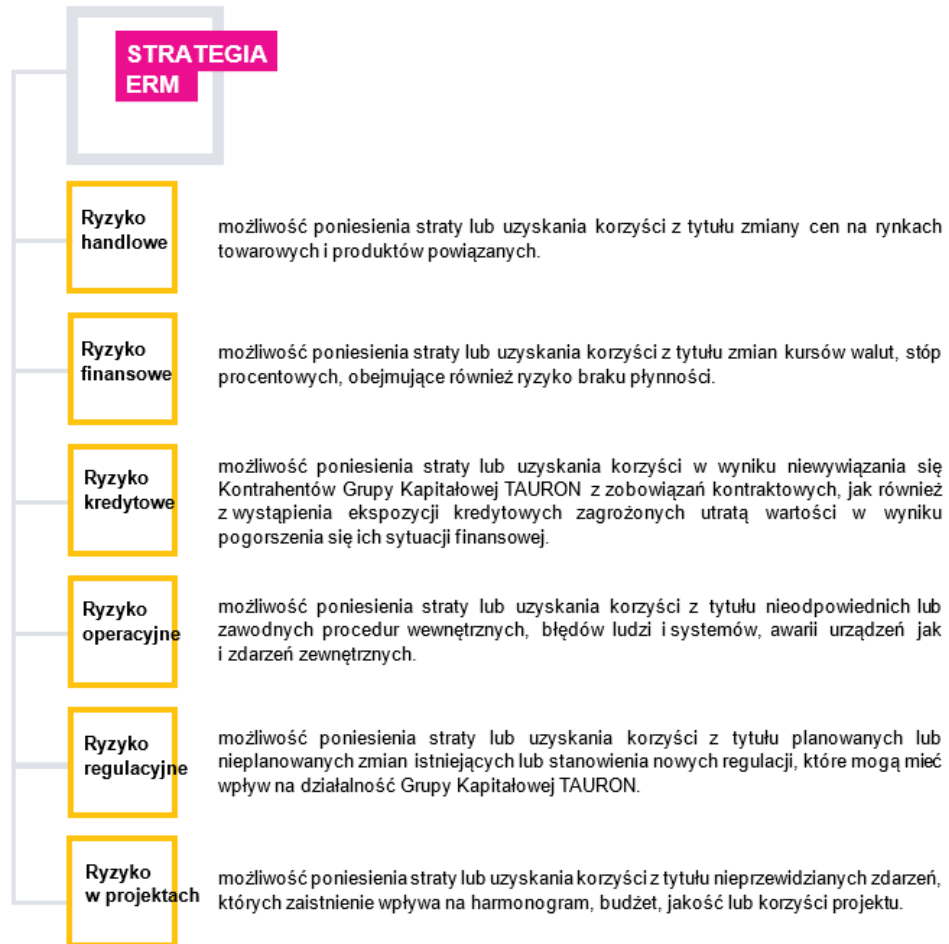 STRATEGIA
ERM
Ryzyko
handlowe
możliwość poniesienia straty lub uzyskania korzyści z tytułu zmiany cen na rynkach
towarowych i produktów powiązanych.
Ryzyko
finansowe
możliwość poniesienia straty lub uzyskania korzyści z tytułu zmian kursów walut, stóp
procentowych, obejmujące również ryzyko braku płynności.
Ryzyko
kredytowe
możliwość poniesienia straty lub uzyskania korzyści w wyniku niewywiązania się
Kontrahentów Grupy Kapitałowej TAURON z zobowiązań kontraktowych, jak również
z wystąpienia ekspozycji kredytowych zagrożonych utratą wartości w wyniku
pogorszenia się ich sytuacji finansowej.
Ryzyko
operacyjne
możliwość poniesienia straty lub uzyskania korzyści z tytułu nieodpowiednich lub
zawodnych procedur wewnętrznych, błędów ludzi i systemów, awarii urządzeń jak
i zdarzeń zewnętrznych.
Ryzyko
regulacyjne
możliwość poniesienia straty lub uzyskania korzyści z tytułu planowanych lub
nieplanowanych zmian istniejących lub stanowienia nowych regulacji, które mogą mieć
wpływ na działalność Grupy Kapitałowej TAURON.
Ryzyko
w projektach
możliwość poniesienia straty lub uzyskania korzyści z tytułu nieprzewidzianych zdarzeń,
których zaistnienie wpływa na harmonogram, budżet, jakość lub korzyści projektu.